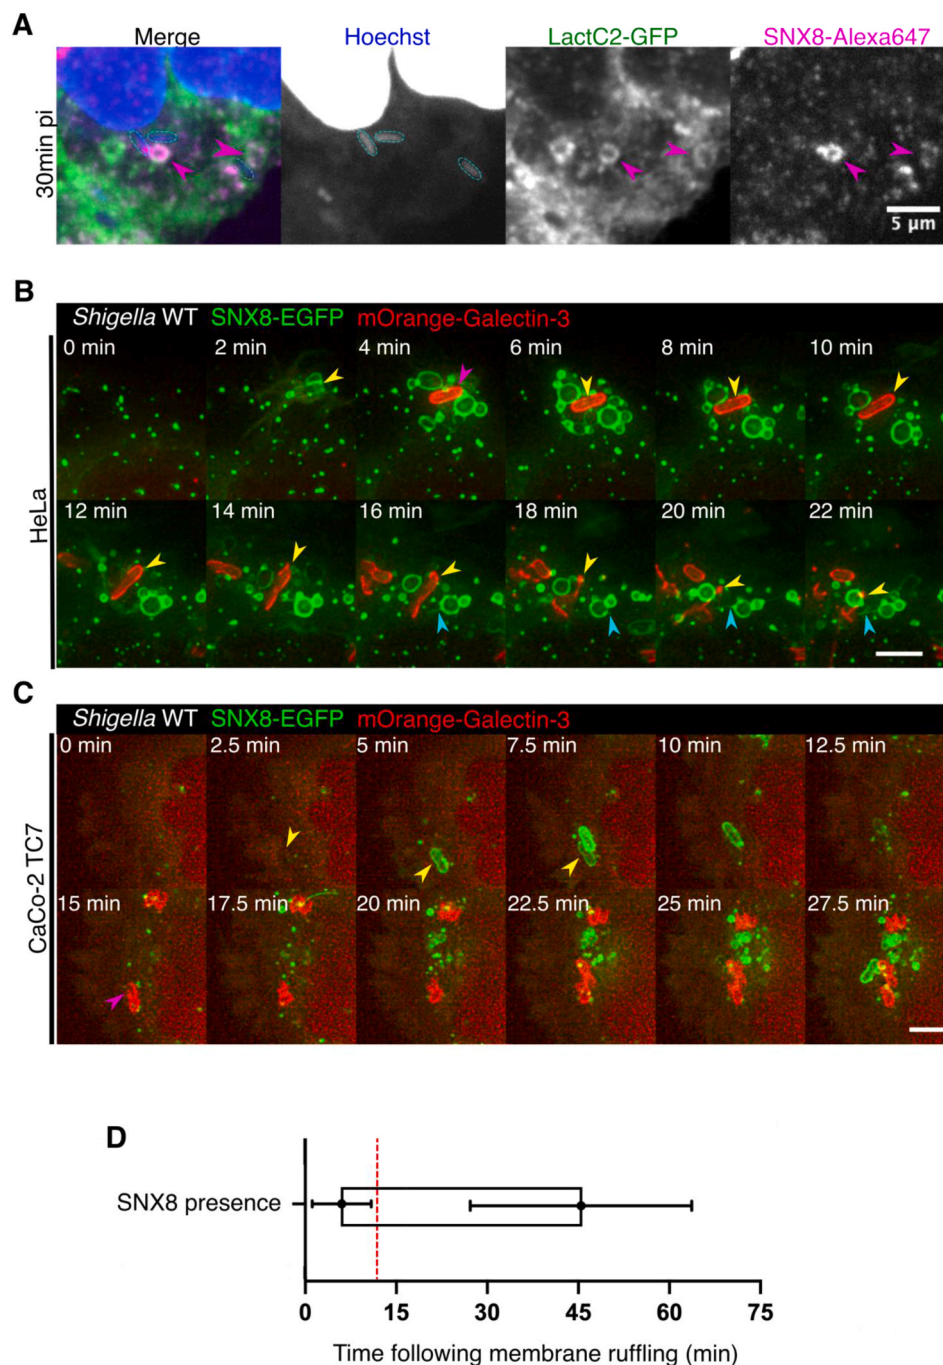 A
Merge
Hoechst
LactC2-GFP
SNX8-Alexa647
30min pi
5 μm
B
Shigella WT SNX8-EGFP mOrange-Galectin-3
0 min
2 min
4 min
6 min
8 min
10 min
12 min
14 min
16 min
18 min
20 min
22 min
HeLa
C
Shigella WT SNX8-EGFP mOrange-Galectin-3
0 min
2.5 min
5 min
7.5 min
10 min
12.5 min
15 min
17.5 min
20 min
22.5 min
25 min
27.5 min
CaCo-2 TC7
D
SNX8 presence
0 15 30 45 60 75
Time following membrane ruffling (min)